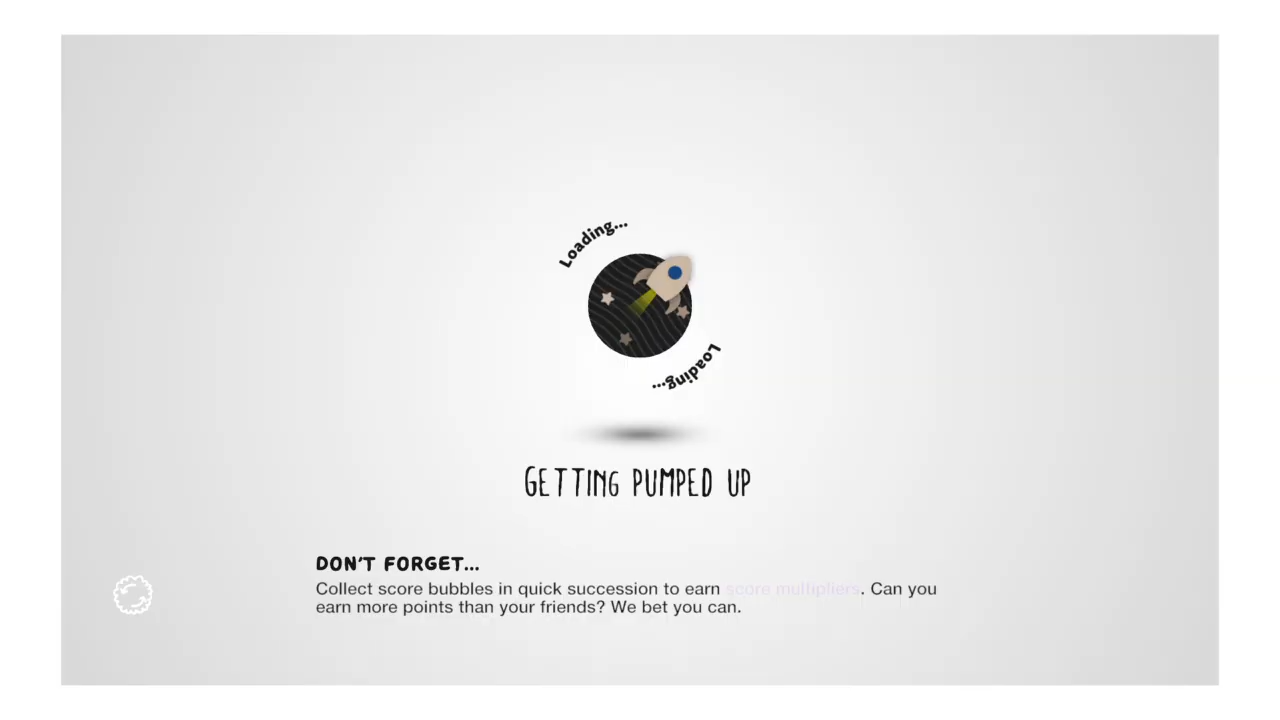 Loading...
Loading...
GETTING PUMPED UP
DON'T FORGET...
Collect score bubbles in quick succession to earn score multipliers. Can you
earn more points than your friends? We bet you can.